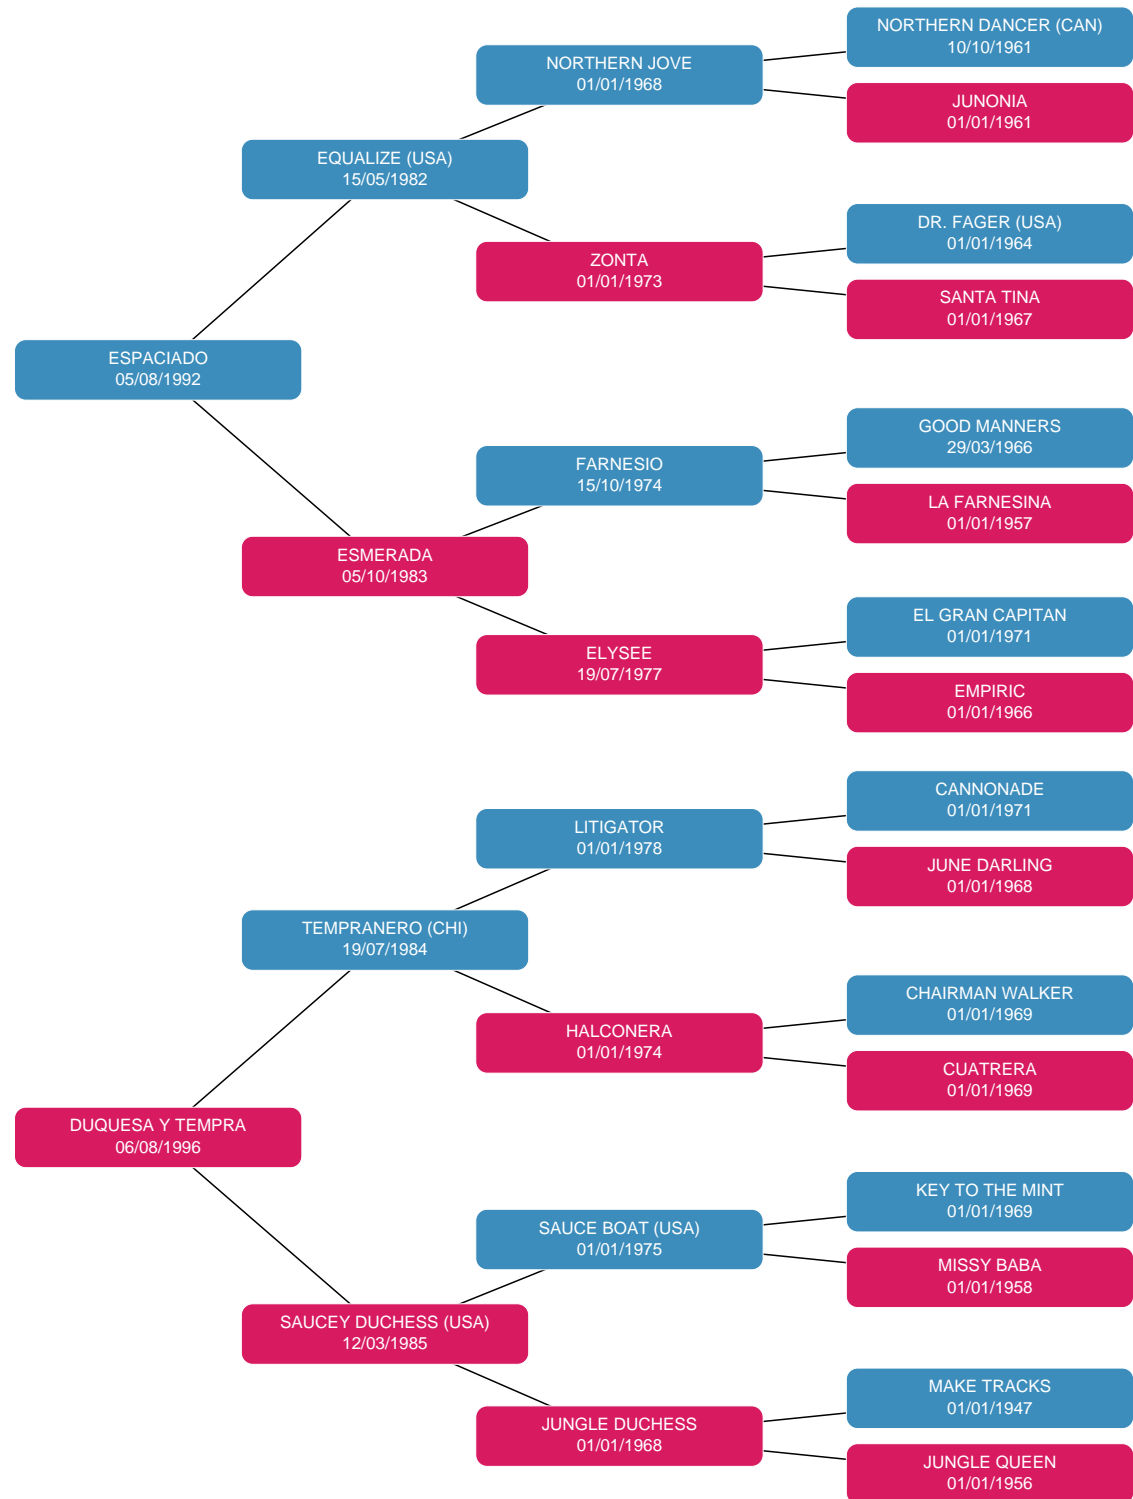 NORTHERN DANCER (CAN)
10/10/1961
NORTHERN JOVE
01/01/1968
JUNONIA
01/01/1961
EQUALIZE (USA)
15/05/1982
DR. FAGER (USA)
01/01/1964
ZONTA
01/01/1973
SANTA TINA
01/01/1967
ESPACIADO
05/08/1992
GOOD MANNERS
29/03/1966
FARNESIO
15/10/1974
LA FARNESINA
01/01/1957
ESMERADA
05/10/1983
EL GRAN CAPITAN
01/01/1971
ELYSEE
19/07/1977
EMPIRIC
01/01/1966
CANNONADE
01/01/1971
LITIGATOR
01/01/1978
JUNE DARLING
01/01/1968
TEMPRANERO (CHI)
19/07/1984
CHAIRMAN WALKER
01/01/1969
HALCONERA
01/01/1974
CUATRERA
01/01/1969
DUQUESA Y TEMPRA
06/08/1996
KEY TO THE MINT
01/01/1969
SAUCE BOAT (USA)
01/01/1975
MISSY BABA
01/01/1958
SAUCEY DUCHESS (USA)
12/03/1985
MAKE TRACKS
01/01/1947
JUNGLE DUCHESS
01/01/1968
JUNGLE QUEEN
01/01/1956